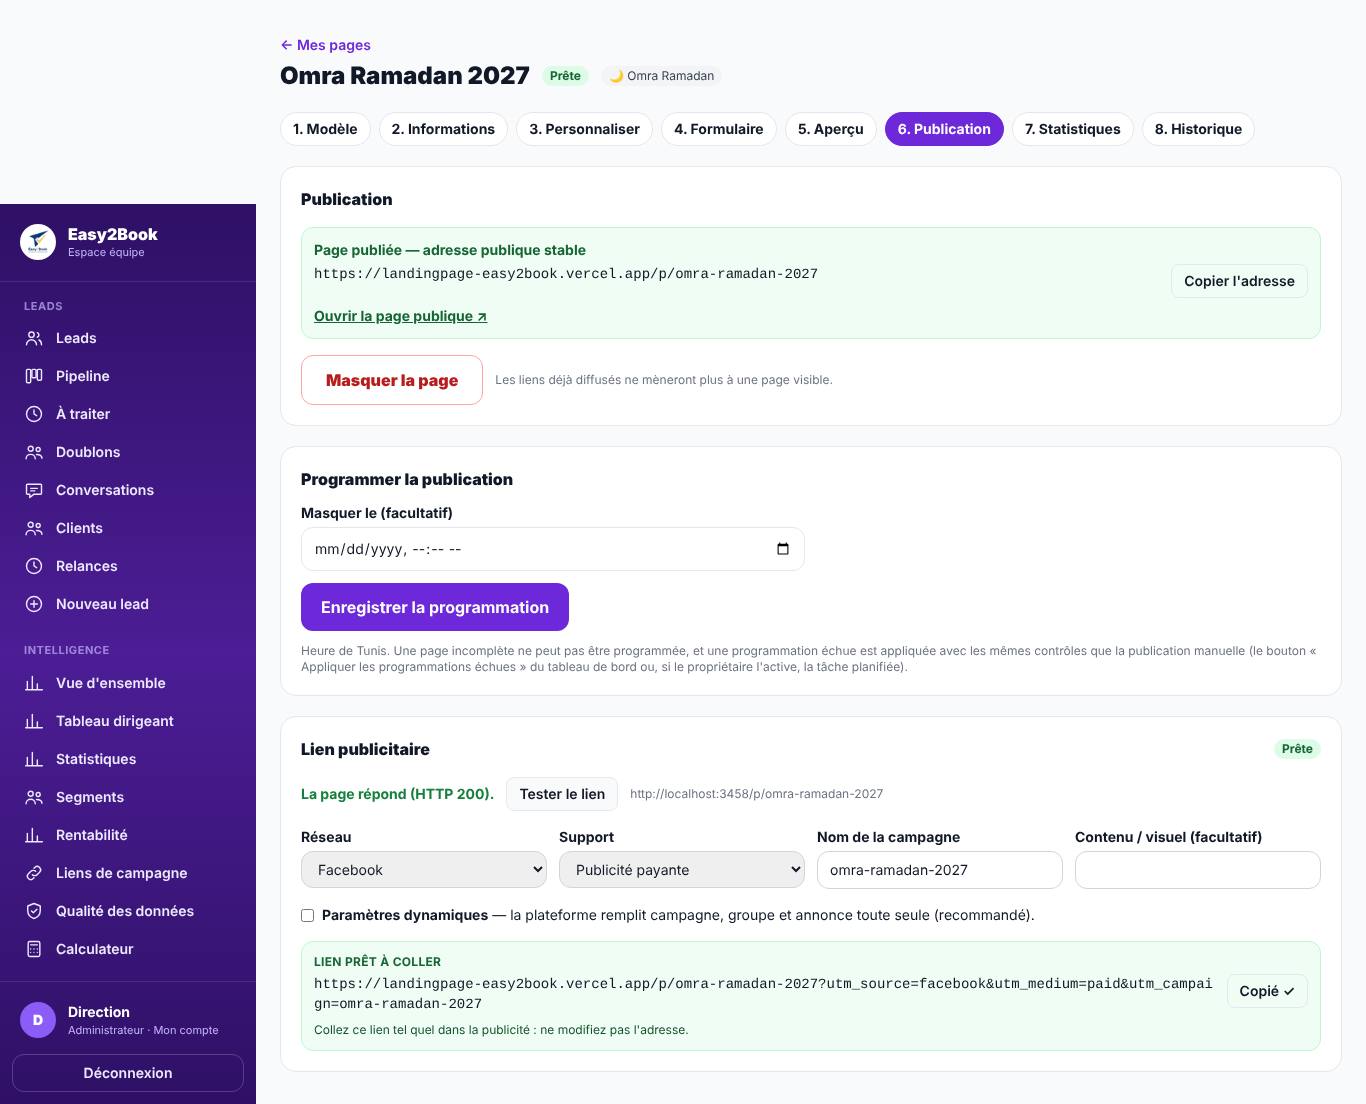 ← Mes pages
Omra Ramadan 2027
Prête
🌙 Omra Ramadan
1. Modèle
2. Informations
3. Personnaliser
4. Formulaire
5. Aperçu
6. Publication
7. Statistiques
8. Historique
Easy2Book
Espace équipe
LEADS
Leads
Pipeline
À traiter
Doublons
Conversations
Clients
Relances
Nouveau lead
INTELLIGENCE
Vue d'ensemble
Tableau dirigeant
Statistiques
Segments
Rentabilité
Liens de campagne
Qualité des données
Calculateur
D
Direction
Administrateur · Mon compte
Déconnexion
Publication
Page publiée — adresse publique stable
https://landingpage-easy2book.vercel.app/p/omra-ramadan-2027
Copier l'adresse
Ouvrir la page publique ↗
Masquer la page
Les liens déjà diffusés ne mèneront plus à une page visible.
Programmer la publication
Masquer le (facultatif)
mm/dd/yyyy, --:-- --
Enregistrer la programmation
Heure de Tunis. Une page incomplète ne peut pas être programmée, et une programmation échue est appliquée avec les mêmes contrôles que la publication manuelle (le bouton «
Appliquer les programmations échues » du tableau de bord ou, si le propriétaire l'active, la tâche planifiée).
Lien publicitaire
Prête
La page répond (HTTP 200).
Tester le lien
http://localhost:3458/p/omra-ramadan-2027
Réseau
Support
Nom de la campagne
Contenu / visuel (facultatif)
Facebook
Publicité payante
omra-ramadan-2027
Paramètres dynamiques — la plateforme remplit campagne, groupe et annonce toute seule (recommandé).
LIEN PRÊT À COLLER
https://landingpage-easy2book.vercel.app/p/omra-ramadan-2027?utm_source=facebook&utm_medium=paid&utm_campai
gn=omra-ramadan-2027
Copié ✓
Collez ce lien tel quel dans la publicité : ne modifiez pas l'adresse.